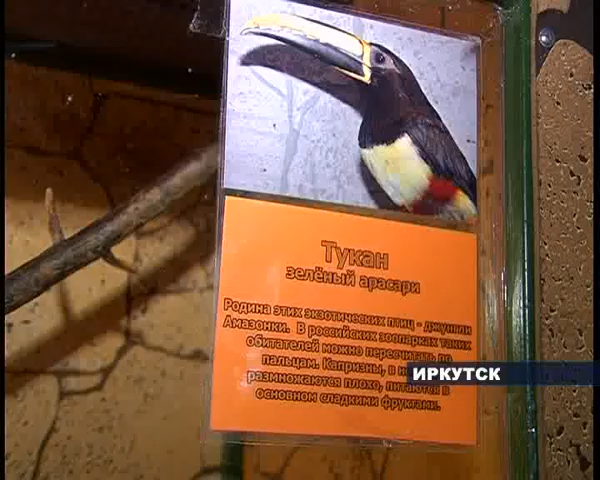 Тукан
зелёный арасари
Родина этих экзотических птиц - джунгли
Амазонки. В российских зоопарках таких
обитателей можно пересчитать по
пальцам. Капризны, в
размножаются плохо, питаются в
основном сладкими фруктами.
ИРКУТСК